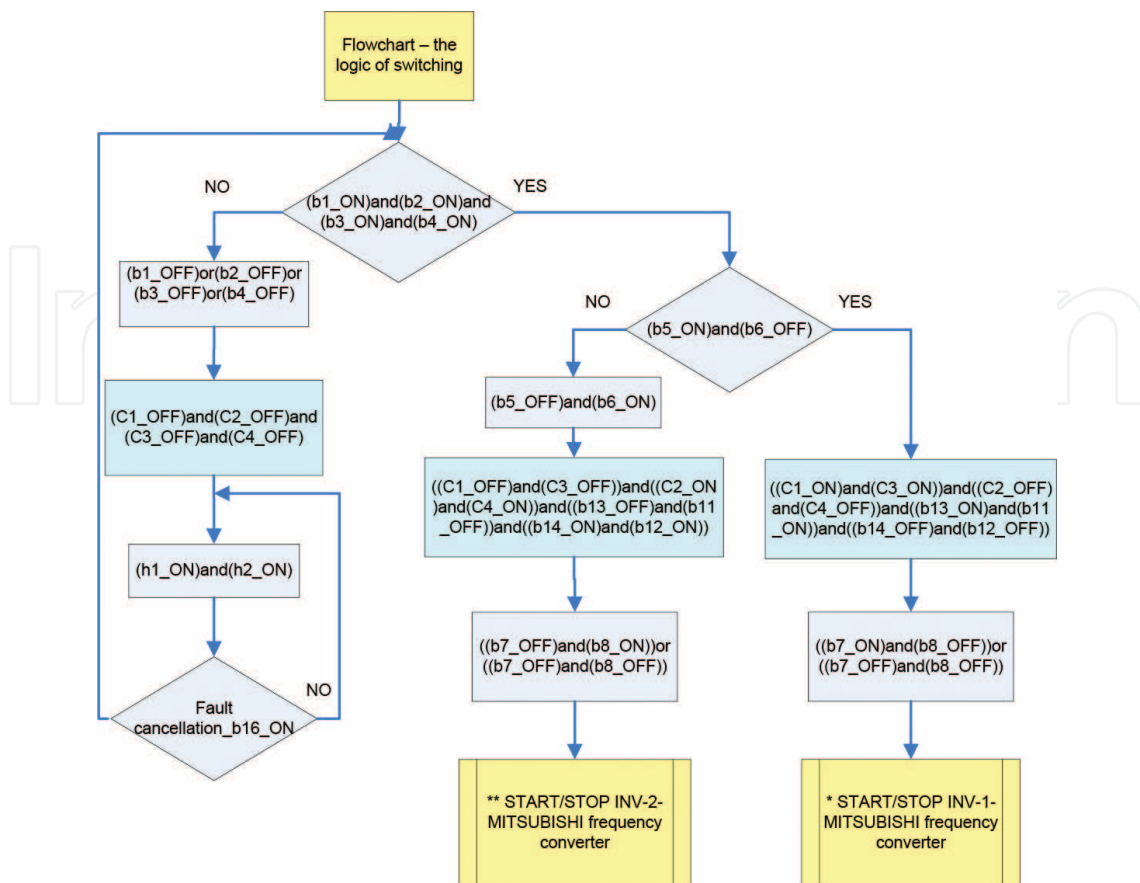 Flowchart – the
logic of switching
NO
YES
(b1_ON)and(b2_ON)and
(b3_ON)and(b4_ON)
(b1_OFF)or(b2_OFF)or
(b3_OFF)or(b4_OFF)
NO
YES
(b5_ON)and(b6_OFF)
(b5_OFF)and(b6_ON)
(C1_OFF)and(C2_OFF)and
(C3_OFF)and(C4_OFF)
((C1_OFF)and(C3_OFF))and((C2_ON
)and(C4_ON))and((b13_OFF)and(b11
_OFF))and((b14_ON)and(b12_ON))
((C1_ON)and(C3_ON))and((C2_OFF)
and(C4_OFF))and((b13_ON)and(b11
_ON))and((b14_OFF)and(b12_OFF))
(h1_ON)and(h2_ON)
((b7_OFF)and(b8_ON))or
((b7_OFF)and(b8_OFF))
((b7_ON)and(b8_OFF))or
((b7_OFF)and(b8_OFF))
NO
Fault
cancellation_b16_ON
** START/STOP INV-2-
MITSUBISHI frequency
converter
* START/STOP INV-1-
MITSUBISHI frequency
converter